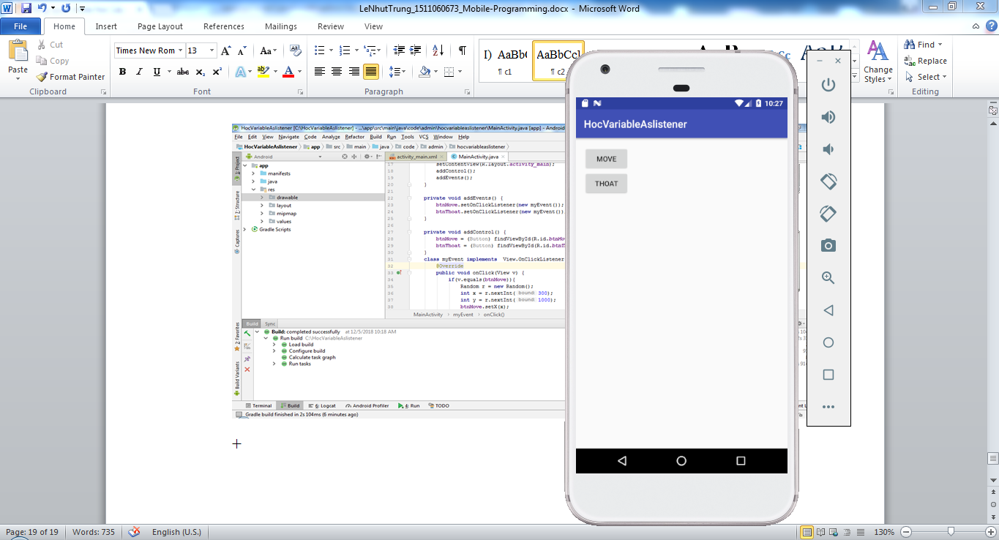 LeNhutTrung_1511060673_Mobile-Programming.docx - Microsoft Word
File Home Insert Page Layout References Mailings Review View
Paste
Cut
Copy
Format Painter
Clipboard
Times New Rom 13
Font
Paragraph
I) AaBb(
¶ c1
AaBbCcl
¶ c2
Change
Styles
Find
Replace
Select
Editing
HocVariableAslistener [C:\HocVariableAslistener] - ...\app\src\main\java\code\admin\hocvariableaslistener\MainActivity.java [app] - Android
File Edit View Navigate Code Analyze Refactor Build Run Tools VCS Window Help
HocVariableAslistener app src main java code admin hocvariableaslistener
Android
activity_main.xml MainActivity.java
1: Project
Z: Structure
Captures
2: Favorites
Build Variants
app
manifests
java
res
drawable
layout
mipmap
values
Gradle Scripts
17 setContentView(R.layout.activity_main);
18 addControl();
19 addEvents();
20 }
21
22 private void addEvents() {
23 btnMove.setOnClickListener(new myEvent());
24 btnThoat.setOnClickListener(new myEvent())
25 }
26
27 private void addControl() {
28 btnMove = (Button) findViewById(R.id.btnMov
29 btnThoat = (Button) findViewById(R.id.btnT
30 }
31 class myEvent implements View.OnClickListener
32 @Override
33 public void onClick(View v) {
34 if(v.equals(btnMove)){
35 Random r = new Random();
36 int x = r.nextInt( bound: 300);
37 int y = r.nextInt( bound: 1000);
38 btnMove.setX(x);
MainActivity myEvent onClick()
Build Sync
Build: completed successfully at 12/5/2018 10:18 AM
Run build C:\HocVariableAslistener
Load build
Configure build
Calculate task graph
Run tasks
Terminal Build 6: Logcat Android Profiler 4: Run TODO
Gradle build finished in 2s 104ms (6 minutes ago)
10:27
HocVariableAslistener
MOVE
THOAT
+
Page: 19 of 19 Words: 735 English (U.S.) 130%